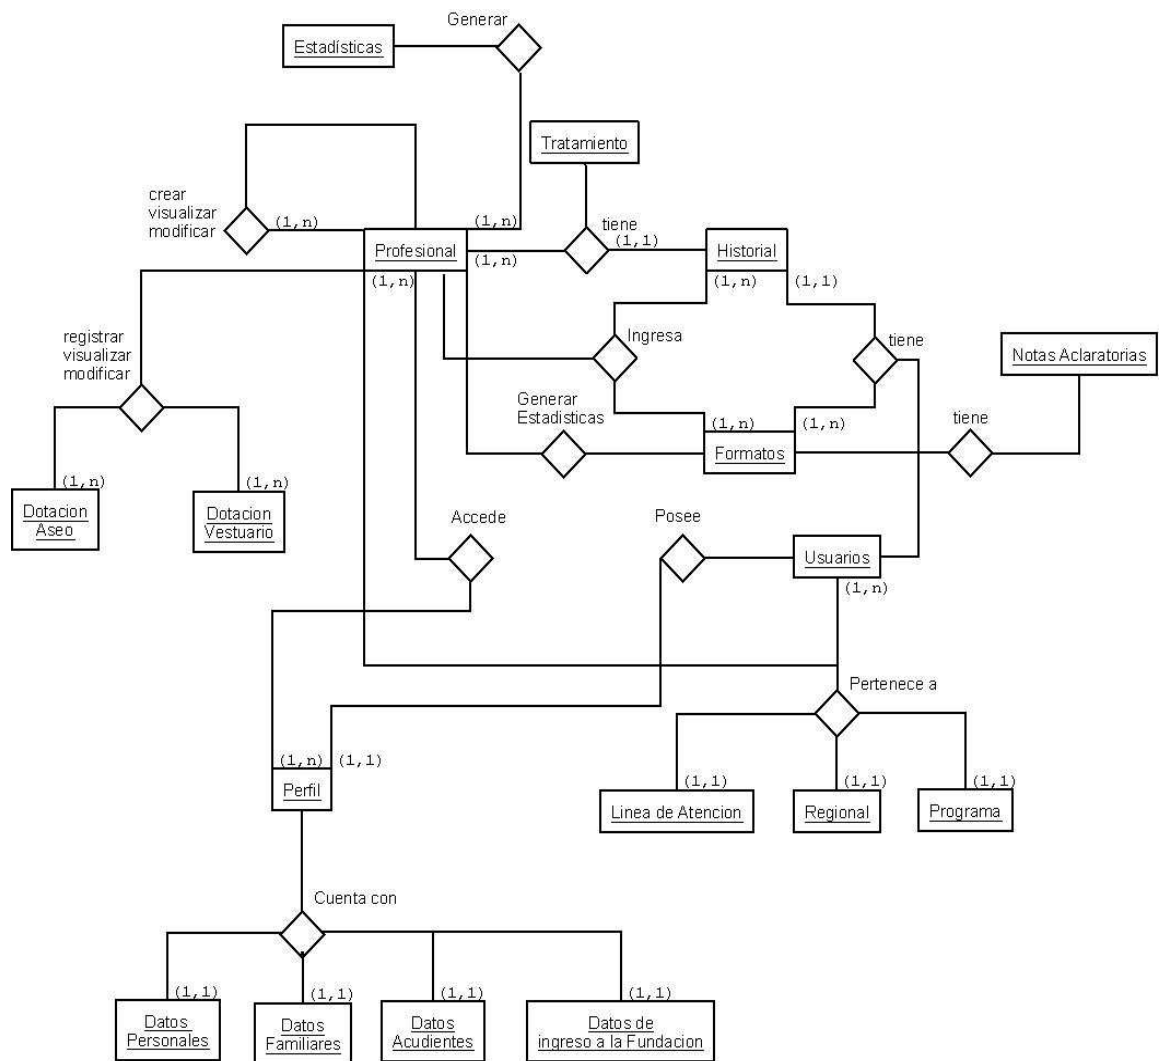 Generar
Estadísticas
Tratamiento
crear
visualizar
modificar
(1,n)
(1,n)
tiene
(1,1)
Profesional
Historial
(1,n)
(1,n)
(1,n)
(1,1)
registrar
visualizar
modificar
Ingresa
tiene
Notas Aclaratorias
Generar
Estadisticas
(1,n)
(1,n)
tiene
Formatos
(1,n)
(1,n)
Dotacion
Aseo
Dotacion
Vestuario
Accede
Posee
Usuarios
(1,n)
Pertenece a
(1,n)
(1,1)
Perfil
(1,1)
(1,1)
(1,1)
Linea de Atencion
Regional
Programa
Cuenta con
(1,1)
(1,1)
(1,1)
(1,1)
Datos
Personales
Datos
Familiares
Datos
Acudientes
Datos de
ingreso a la Fundacion